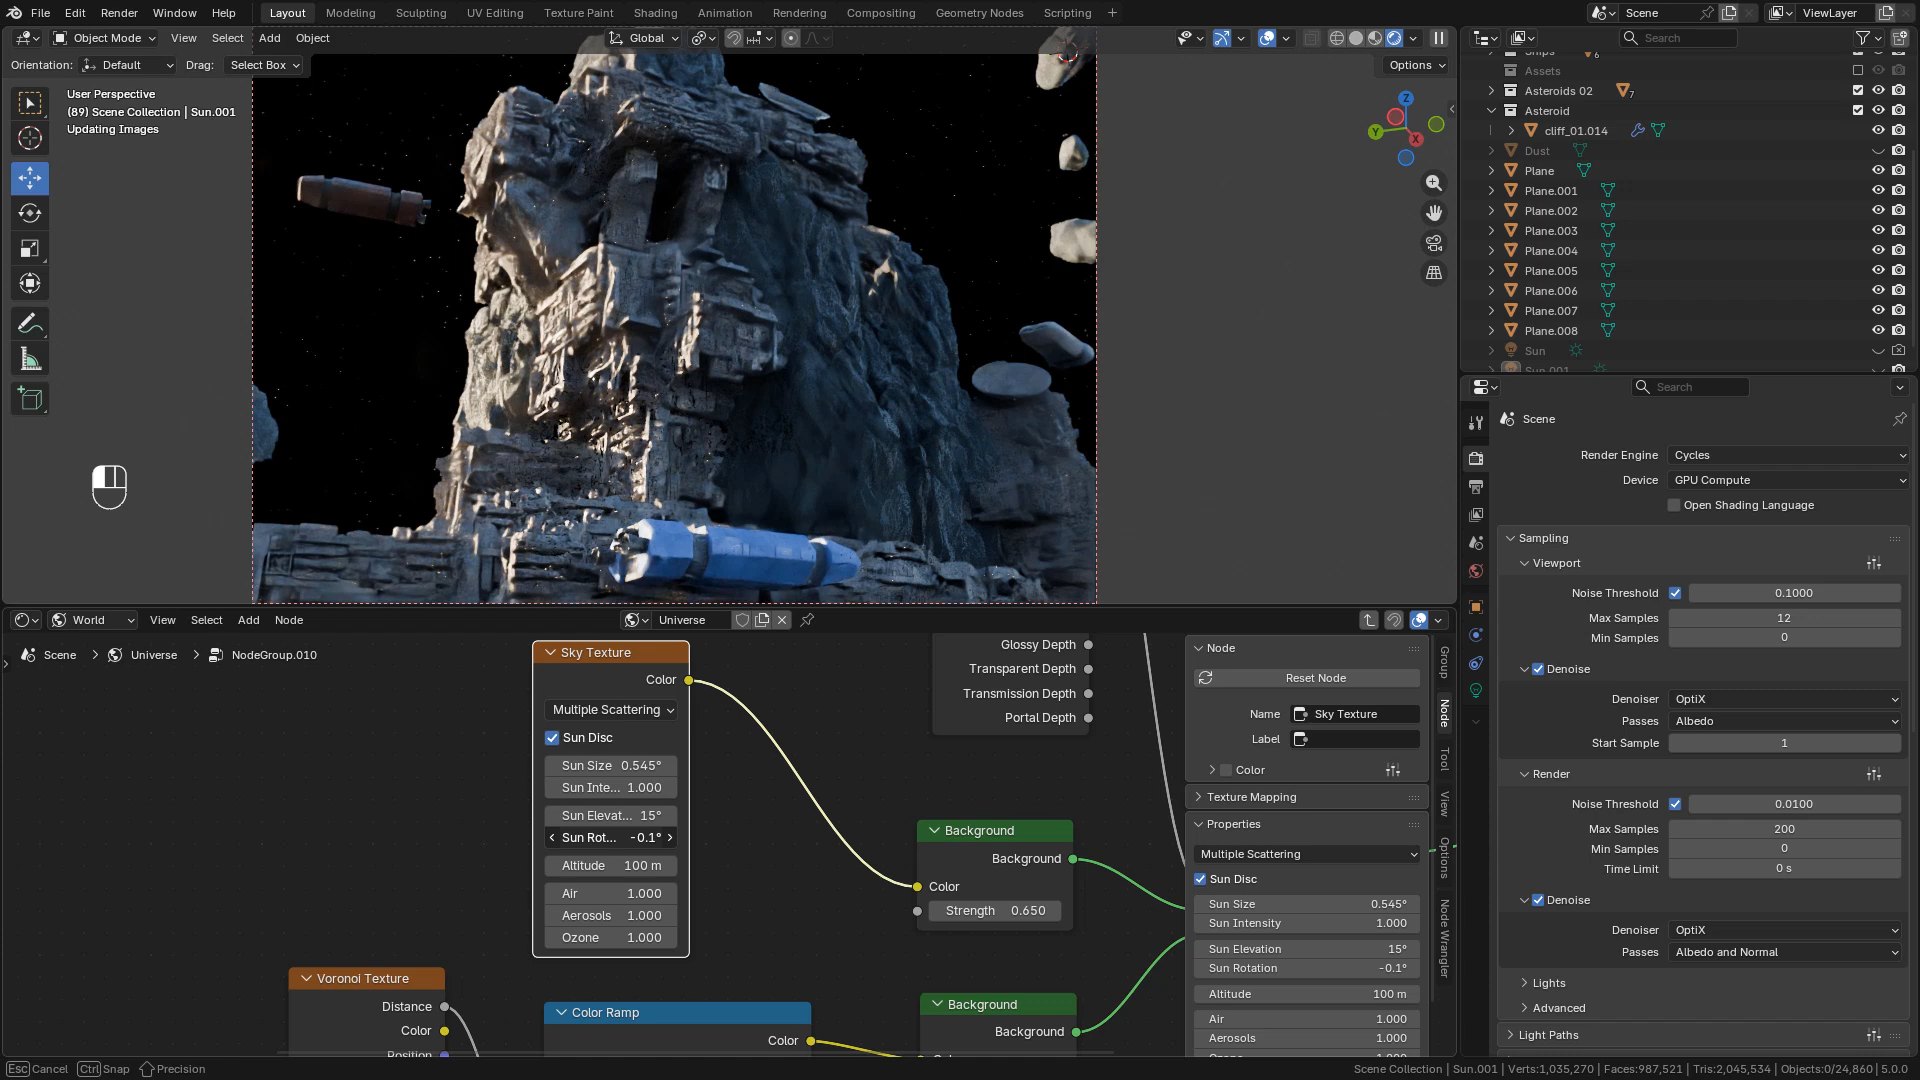 File Edit Render Window Help Layout Modeling Sculpting UV Editing Texture Paint Shading Animation Rendering Compositing Geometry Nodes Scripting + Scene ViewLayer
Object Mode View Select Add Object Global
Orientation: Default Drag: Select Box Options
User Perspective
(89) Scene Collection | Sun.001
Updating Images
Z
Y
X
Search
Ships 6
Assets
Asteroids 02 7
Asteroid
cliff_01.014
Dust
Plane
Plane.001
Plane.002
Plane.003
Plane.004
Plane.005
Plane.006
Plane.007
Plane.008
Sun
Sun.001
Search
Scene
Render Engine Cycles
Device GPU Compute
Open Shading Language
Sampling
Viewport
Noise Threshold 0.1000
Max Samples 12
Min Samples 0
Denoise
Denoiser OptiX
Passes Albedo
Start Sample 1
Render
Noise Threshold 0.0100
Max Samples 200
Min Samples 0
Time Limit 0 s
Denoise
Denoiser OptiX
Passes Albedo and Normal
Lights
Advanced
Light Paths
World View Select Add Node Universe
Scene Universe NodeGroup.010
Sky Texture
Color
Multiple Scattering
Sun Disc
Sun Size 0.545°
Sun Inte... 1.000
Sun Elevat... 15°
Sun Rot... -0.1°
Altitude 100 m
Air 1.000
Aerosols 1.000
Ozone 1.000
Voronoi Texture
Distance
Color
Position
Color Ramp
Color
Glossy Depth
Transparent Depth
Transmission Depth
Portal Depth
Background
Background
Color
Strength 0.650
Background
Background
Node
Reset Node
Name Sky Texture
Label
Color
Texture Mapping
Properties
Multiple Scattering
Sun Disc
Sun Size 0.545°
Sun Intensity 1.000
Sun Elevation 15°
Sun Rotation -0.1°
Altitude 100 m
Air 1.000
Aerosols 1.000
Group
Node
Tool
View
Options
Node Wrangler
Esc Cancel Ctrl Snap Precision
Scene Collection | Sun.001 | Verts:1,035,270 | Faces:987,521 | Tris:2,045,534 | Objects:0/24,860 | 5.0.0